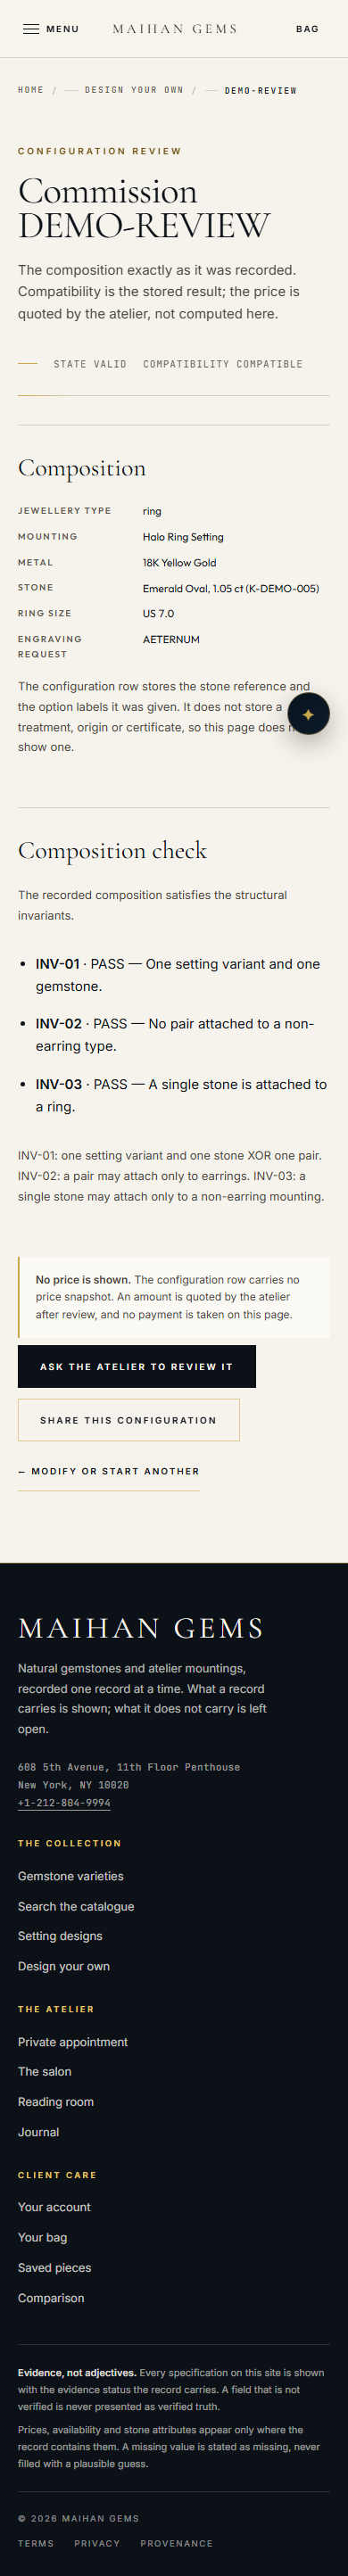 MENU
MAIHAN GEMS
BAG
HOME / — DESIGN YOUR OWN / — DEMO-REVIEW
CONFIGURATION REVIEW
Commission
DEMO-REVIEW
The composition exactly as it was recorded.
Compatibility is the stored result; the price is
quoted by the atelier, not computed here.
STATE VALID COMPATIBILITY COMPATIBLE
Composition
JEWELLERY TYPE ring
MOUNTING Halo Ring Setting
METAL 18K Yellow Gold
STONE Emerald Oval, 1.05 ct (K-DEMO-005)
RING SIZE US 7.0
ENGRAVING REQUEST AETERNUM
The configuration row stores the stone reference and
the option labels it was given. It does not store a
treatment, origin or certificate, so this page does
show one.
Composition check
The recorded composition satisfies the structural
invariants.
• INV-01 · PASS — One setting variant and one
gemstone.
• INV-02 · PASS — No pair attached to a non-
earring type.
• INV-03 · PASS — A single stone is attached to
a ring.
INV-01: one setting variant and one stone XOR one pair.
INV-02: a pair may attach only to earrings. INV-03: a
single stone may attach only to a non-earring mounting.
No price is shown. The configuration row carries no
price snapshot. An amount is quoted by the atelier
after review, and no payment is taken on this page.
ASK THE ATELIER TO REVIEW IT
SHARE THIS CONFIGURATION
← MODIFY OR START ANOTHER
MAIHAN GEMS
Natural gemstones and atelier mountings,
recorded one record at a time. What a record
carries is shown; what it does not carry is left
open.
608 5th Avenue, 11th Floor Penthouse
New York, NY 10020
+1-212-804-9994
THE COLLECTION
Gemstone varieties
Search the catalogue
Setting designs
Design your own
THE ATELIER
Private appointment
The salon
Reading room
Journal
CLIENT CARE
Your account
Your bag
Saved pieces
Comparison
Evidence, not adjectives. Every specification on this site is shown
with the evidence status the record carries. A field that is not
verified is never presented as verified truth.
Prices, availability and stone attributes appear only where the
record contains them. A missing value is stated as missing, never
filled with a plausible guess.
© 2026 MAIHAN GEMS
TERMS PRIVACY PROVENANCE